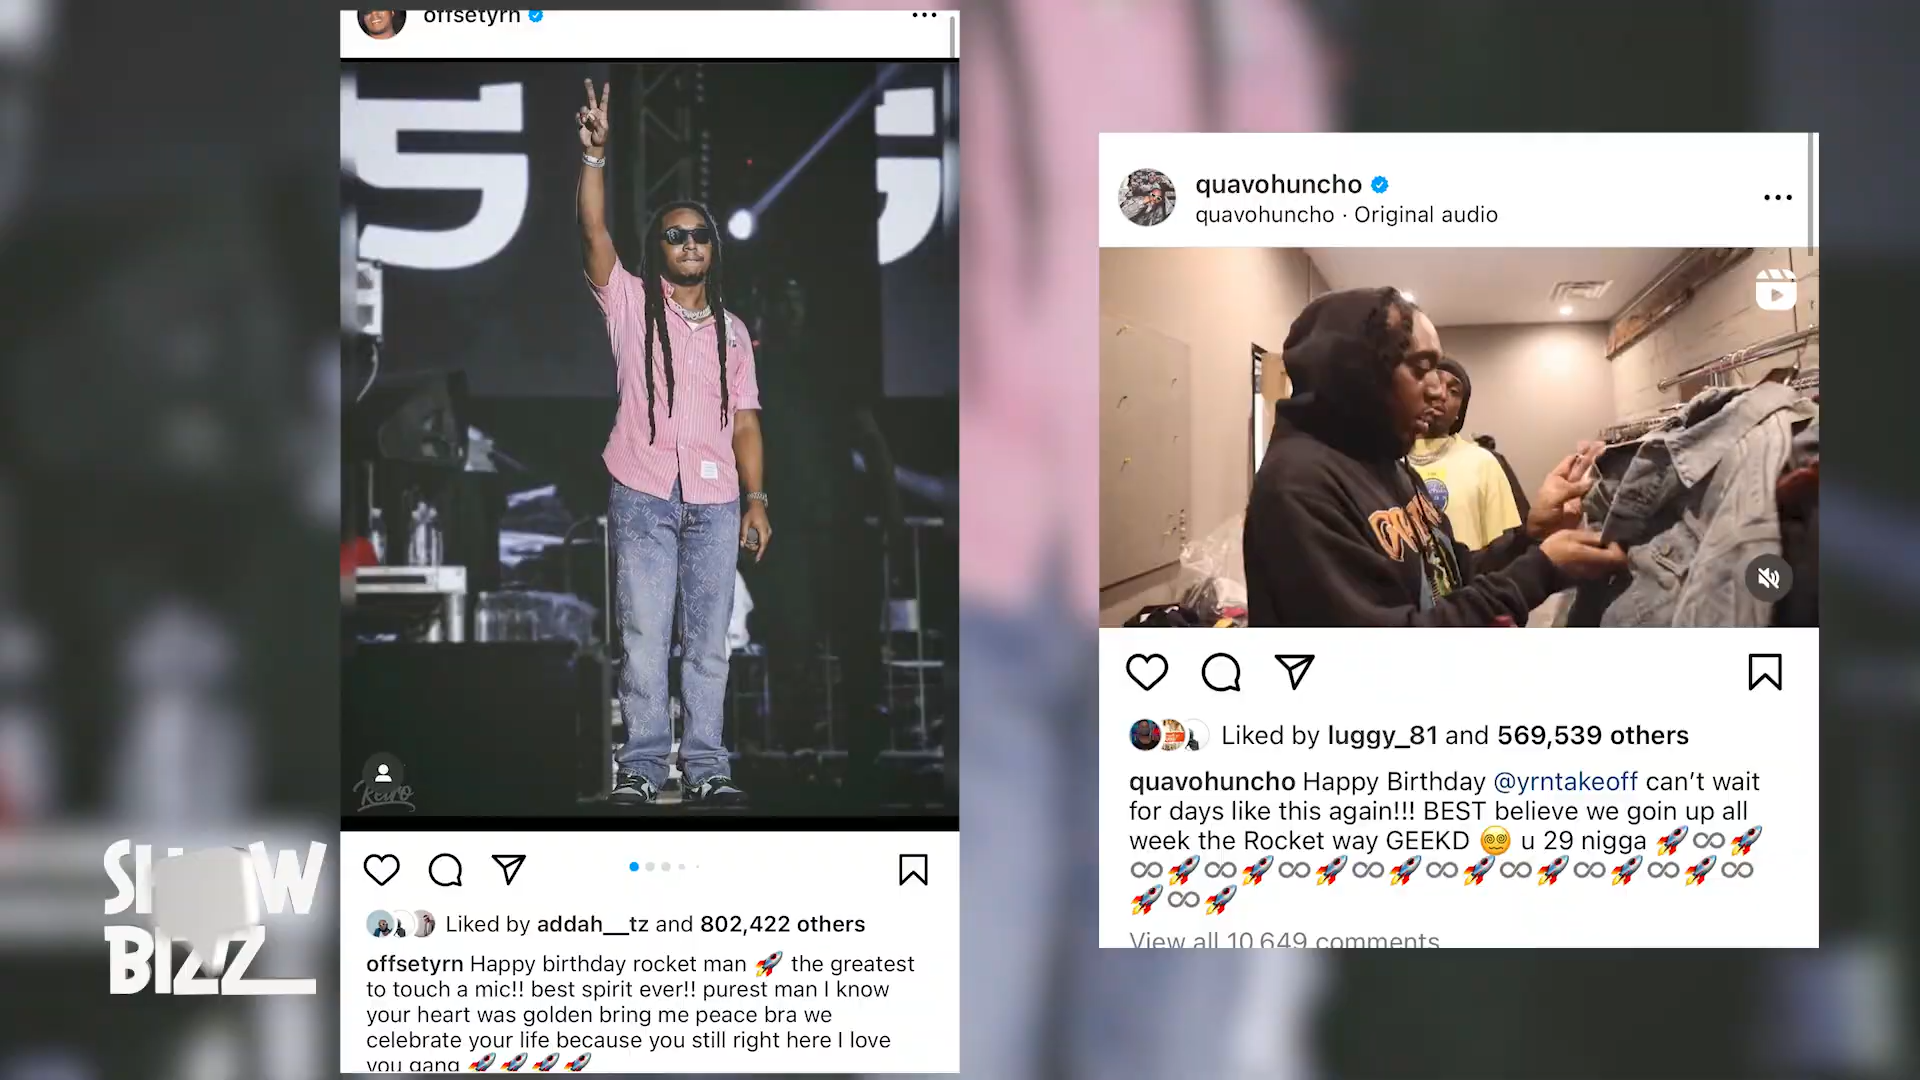 offsetyrn
Happy birthday rocket man 🚀 the greatest
to touch a mic!! best spirit ever!! purest man I know
your heart was golden bring me peace bra we
celebrate your life because you still right here I love
you gang 🚀🚀🚀🚀
Liked by addah__tz and 802,422 others
Retro
SHOW
BIZZ
quavohuncho
quavohuncho · Original audio
Liked by luggy_81 and 569,539 others
quavohuncho Happy Birthday @yrntakeoff can’t wait
for days like this again!!! BEST believe we goin up all
week the Rocket way GEEKD 😵‍💫 u 29 nigga 🚀∞🚀
∞🚀∞🚀∞🚀∞🚀∞🚀∞🚀∞🚀∞🚀∞
🚀∞🚀
View all 10,649 comments